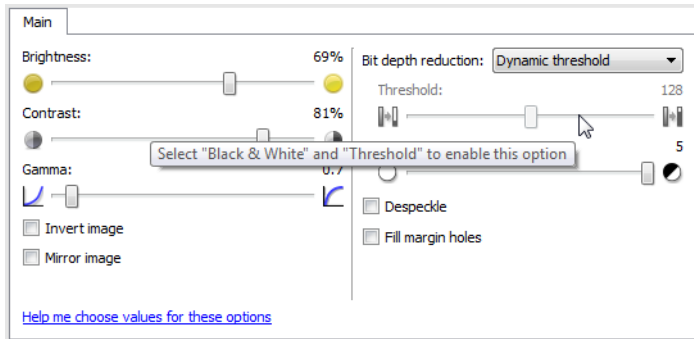 Main
Brightness: 69%
Contrast: 81%
Select "Black & White" and "Threshold" to enable this option
Gamma: 0.7
Invert image
Mirror image
Help me choose values for these options
Bit depth reduction: Dynamic threshold
Threshold: 128
5
Despeckle
Fill margin holes